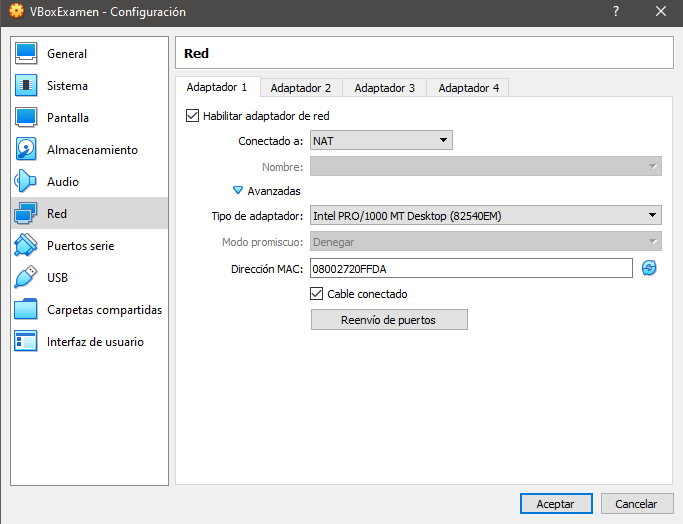 VBoxExamen - Configuración
General
Sistema
Pantalla
Almacenamiento
Audio
Red
Puertos serie
USB
Carpetas compartidas
Interfaz de usuario
Red
Adaptador 1 Adaptador 2 Adaptador 3 Adaptador 4
Habilitar adaptador de red
Conectado a: NAT
Nombre:
Avanzadas
Tipo de adaptador: Intel PRO/1000 MT Desktop (82540EM)
Modo promiscuo: Denegar
Dirección MAC: 08002720FFDA
Cable conectado
Reenvío de puertos
Aceptar Cancelar